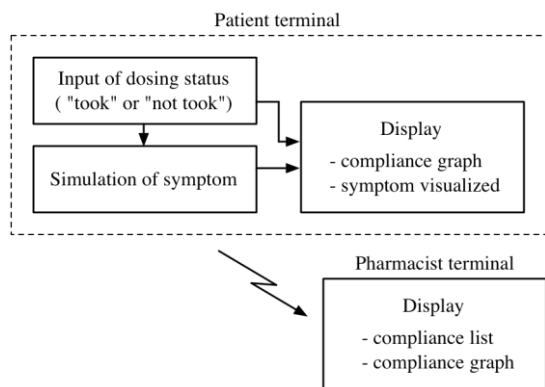 Patient terminal
Input of dosing status
( "took" or "not took")
Simulation of symptom
Display
- compliance graph
- symptom visualized
Pharmacist terminal
Display
- compliance list
- compliance graph